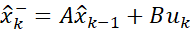 x̂ₖ⁻ = Ax̂ₖ₋₁ + Buₖ